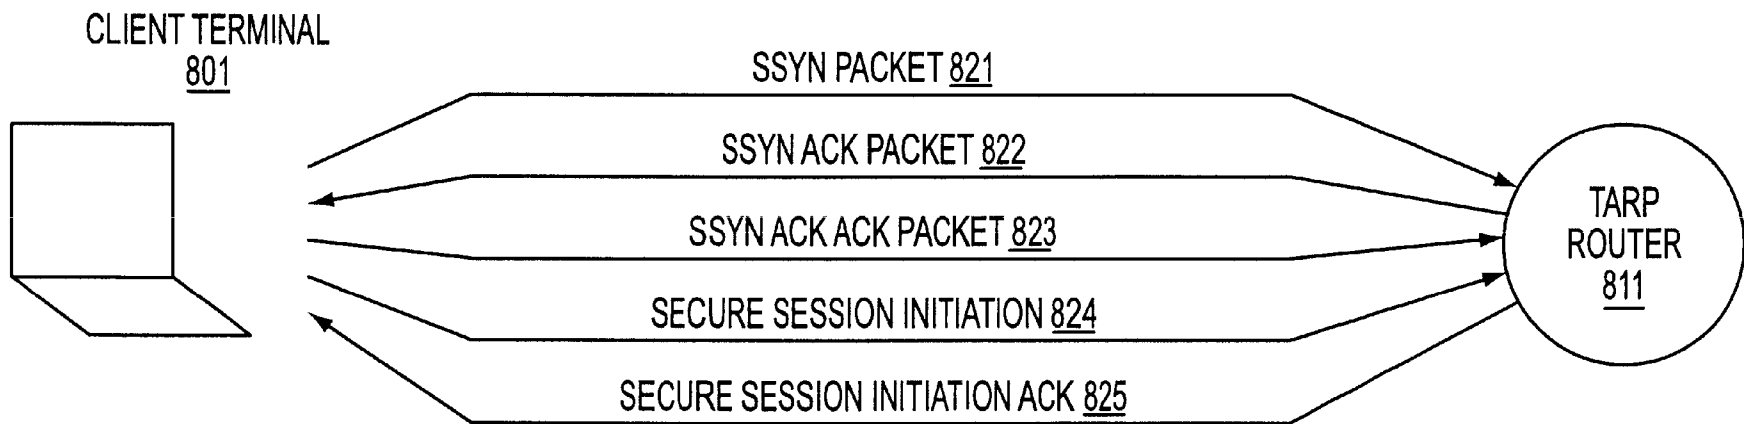 CLIENT TERMINAL
801
SSYN PACKET 821
SSYN ACK PACKET 822
SSYN ACK ACK PACKET 823
SECURE SESSION INITIATION 824
SECURE SESSION INITIATION ACK 825
TARP
ROUTER
811